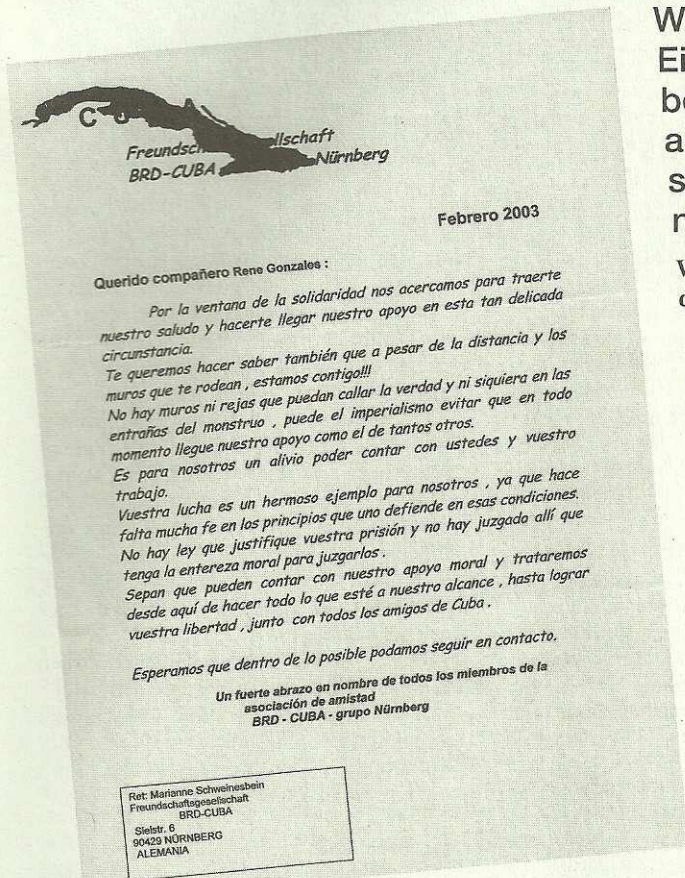 C
Freundsch llschaft
BRD-CUBA Nürnberg
Febrero 2003
Querido compañero Rene Gonzales :
Por la ventana de la solidaridad nos acercamos para traerte
nuestro saludo y hacerte llegar nuestro apoyo en esta tan delicada
circunstancia.
Te queremos hacer saber también que a pesar de la distancia y los
muros que te rodean , estamos contigo!!!
No hay muros ni rejas que puedan callar la verdad y ni siquiera en las
entrañas del monstruo , puede el imperialismo evitar que en todo
momento llegue nuestro apoyo como el de tantos otros.
Es para nosotros un alivio poder contar con ustedes y vuestro
trabajo.
Vuestra lucha es un hermoso ejemplo para nosotros , ya que hace
falta mucha fe en los principios que uno defiende en esas condiciones.
No hay ley que justifique vuestra prisión y no hay juzgado allí que
tenga la entereza moral para juzgarlos .
Sepan que pueden contar con nuestro apoyo moral y trataremos
desde aquí de hacer todo lo que esté a nuestro alcance , hasta lograr
vuestra libertad , junto con todos los amigos de Cuba .
Esperamos que dentro de lo posible podamos seguir en contacto.
Un fuerte abrazo en nombre de todos los miembros de la
asociación de amistad
BRD - CUBA - grupo Nürnberg
Ret: Marianne Schweinesbein
Freundschaftsgesellschaft
BRD-CUBA
Sielstr. 6
90429 NÜRNBERG
ALEMANIA
W
Ei
be
a
s